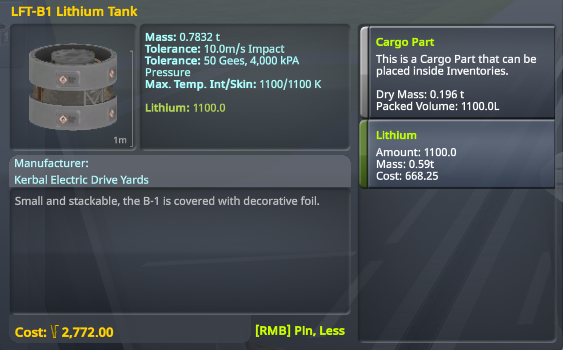 LFT-B1 Lithium Tank
Mass: 0.7832 t
Tolerance: 10.0m/s Impact
Tolerance: 50 Gees, 4,000 kPA
Pressure
Max. Temp. Int/Skin: 1100/1100 K
Lithium: 1100.0
1m
Cargo Part
This is a Cargo Part that can be
placed inside Inventories.
Dry Mass: 0.196 t
Packed Volume: 1100.0L
Lithium
Amount: 1100.0
Mass: 0.59t
Cost: 668.25
Manufacturer:
Kerbal Electric Drive Yards
Small and stackable, the B-1 is covered with decorative foil.
Cost: 2,772.00
[RMB] Pin, Less